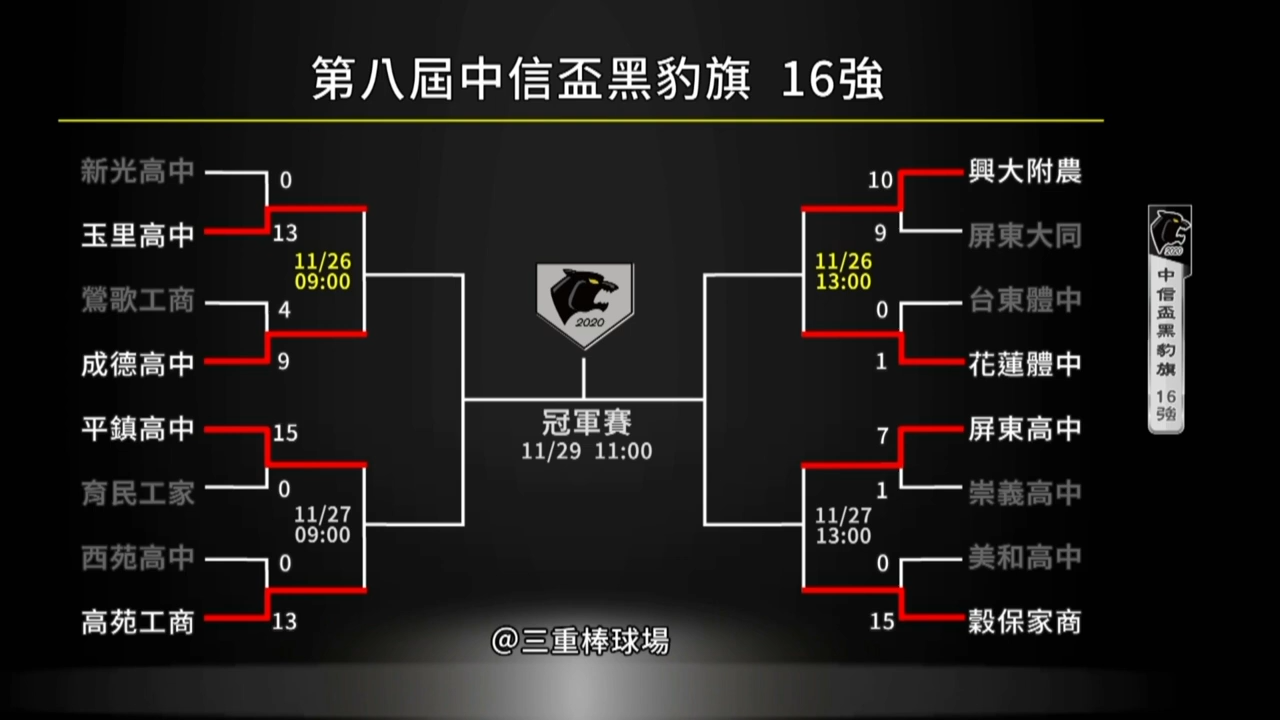 第八屆中信盃黑豹旗 16強
新光高中 0
玉里高中 13
11/26
09:00
鶯歌工商 4
成德高中 9
平鎮高中 15
育民工家 0
11/27
09:00
西苑高中 0
高苑工商 13
2020
冠軍賽
11/29 11:00
10 興大附農
9 屏東大同
11/26
13:00
0 台東體中
1 花蓮體中
7 屏東高中
1 崇義高中
11/27
13:00
0 美和高中
15 穀保家商
@三重棒球場
2020
中信盃黑豹旗
16強